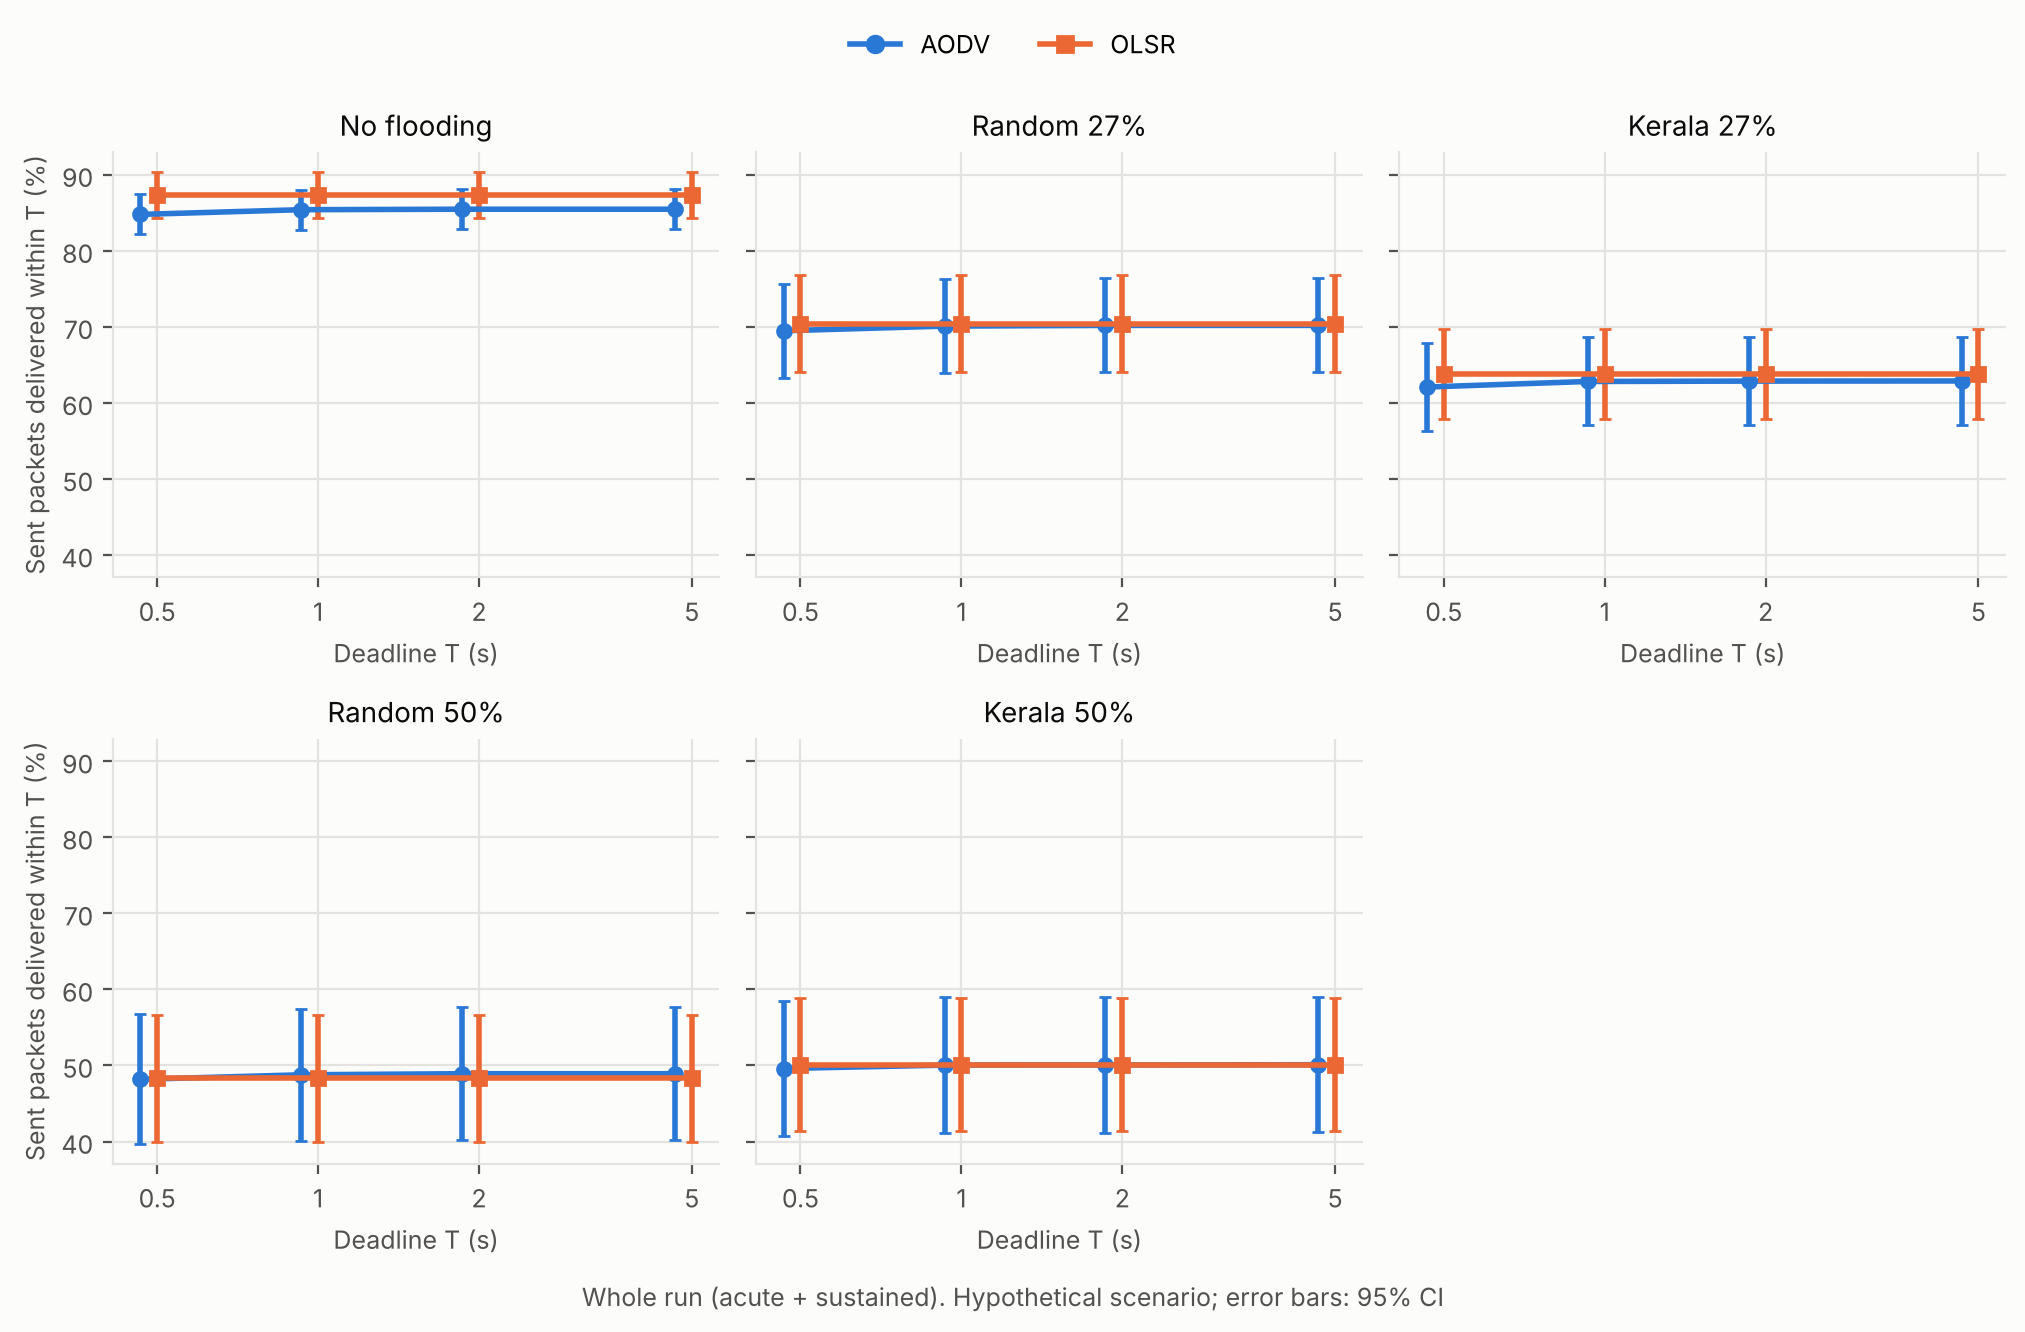 AODV OLSR
No flooding
Random 27%
Kerala 27%
Sent packets delivered within T (%)
90
80
70
60
50
40
0.5 1 2 5
0.5 1 2 5
0.5 1 2 5
Deadline T (s)
Deadline T (s)
Deadline T (s)
Random 50%
Kerala 50%
Sent packets delivered within T (%)
90
80
70
60
50
40
0.5 1 2 5
0.5 1 2 5
Deadline T (s)
Deadline T (s)
Whole run (acute + sustained). Hypothetical scenario; error bars: 95% CI